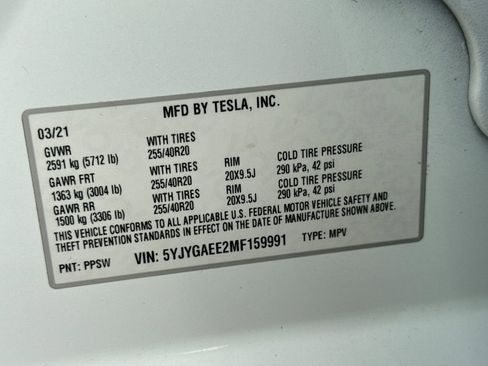 MFD BY TESLA, INC.
03/21
GVWR WITH TIRES
2591 kg (5712 lb) 255/40R20 RIM COLD TIRE PRESSURE
GAWR FRT WITH TIRES 20X9.5J 290 kPA, 42 psi
1363 kg (3004 lb) 255/40R20 RIM COLD TIRE PRESSURE
GAWR RR WITH TIRES 20X9.5J 290 kPA, 42 psi
1500 kg (3306 lb) 255/40R20
THIS VEHICLE CONFORMS TO ALL APPLICABLE U.S. FEDERAL MOTOR VEHICLE SAFETY AND
THEFT PREVENTION STANDARDS IN EFFECT ON THE DATE OF MANUFACTURE SHOWN ABOVE.
PNT: PPSW VIN: 5YJYGAEE2MF159991 TYPE: MPV